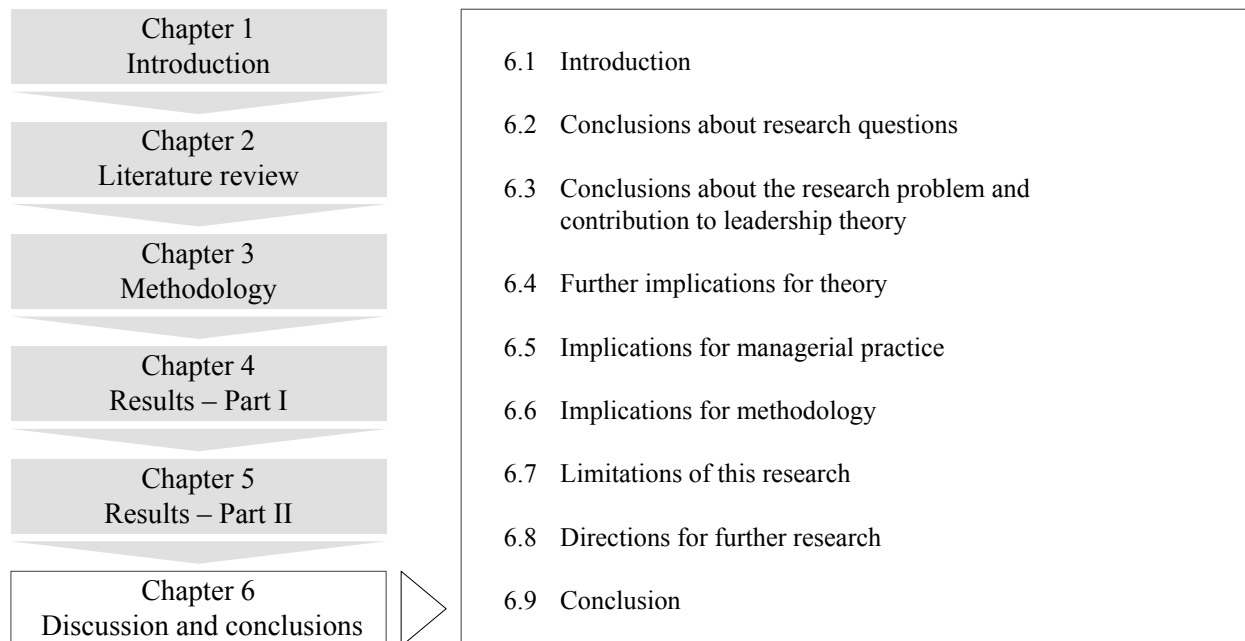 Chapter 1
Introduction
Chapter 2
Literature review
Chapter 3
Methodology
Chapter 4
Results – Part I
Chapter 5
Results – Part II
Chapter 6
Discussion and conclusions
6.1 Introduction
6.2 Conclusions about research questions
6.3 Conclusions about the research problem and
contribution to leadership theory
6.4 Further implications for theory
6.5 Implications for managerial practice
6.6 Implications for methodology
6.7 Limitations of this research
6.8 Directions for further research
6.9 Conclusion